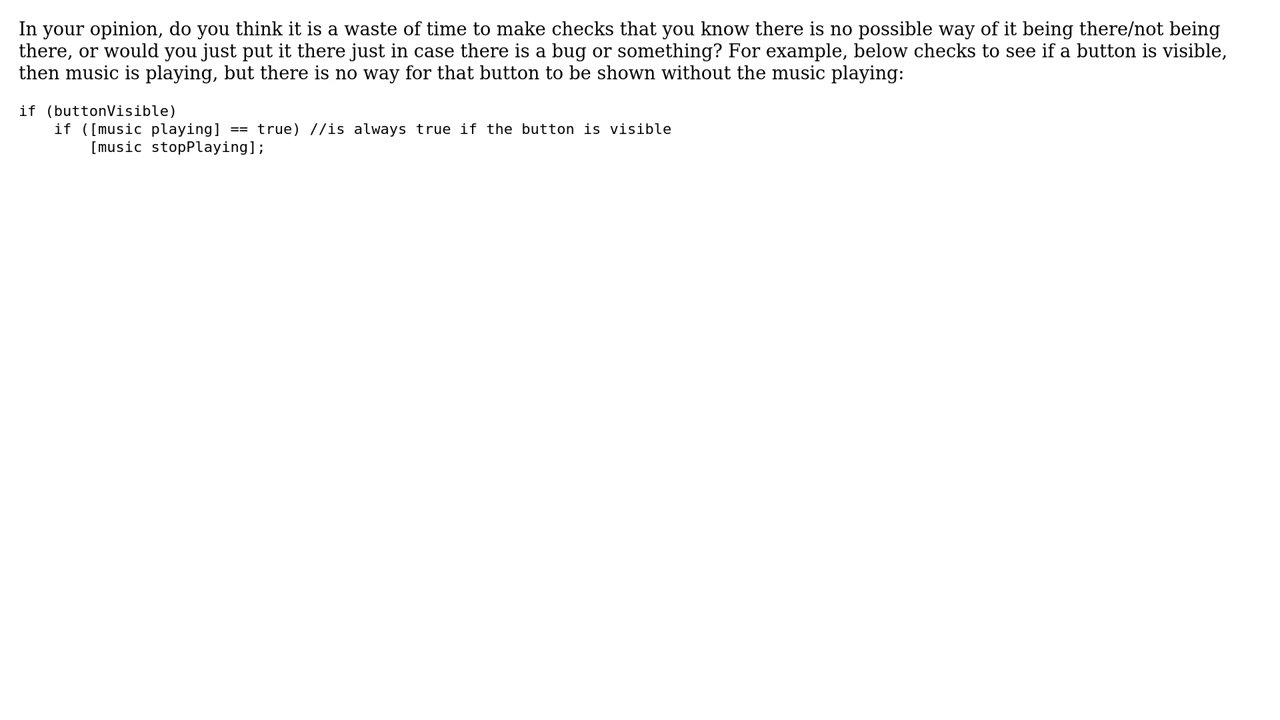 In your opinion, do you think it is a waste of time to make checks that you know there is no possible way of it being there/not being
there, or would you just put it there just in case there is a bug or something? For example, below checks to see if a button is visible,
then music is playing, but there is no way for that button to be shown without the music playing:
if (buttonVisible)
    if ([music playing] == true) //is always true if the button is visible
        [music stopPlaying];